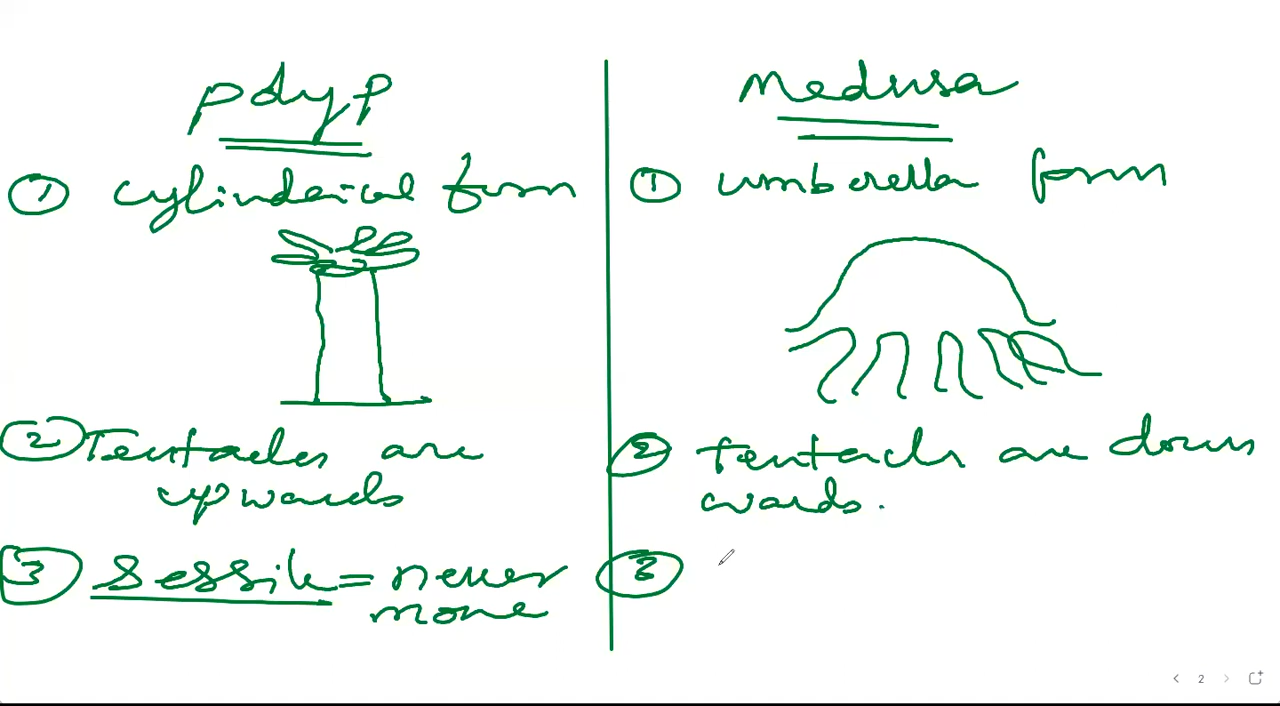 polyp
① cylinderical form
② Tentacles are
upwards
③ sessile = never
move
Medusa
① umberella form
② tentacles are down
wards.
③
2